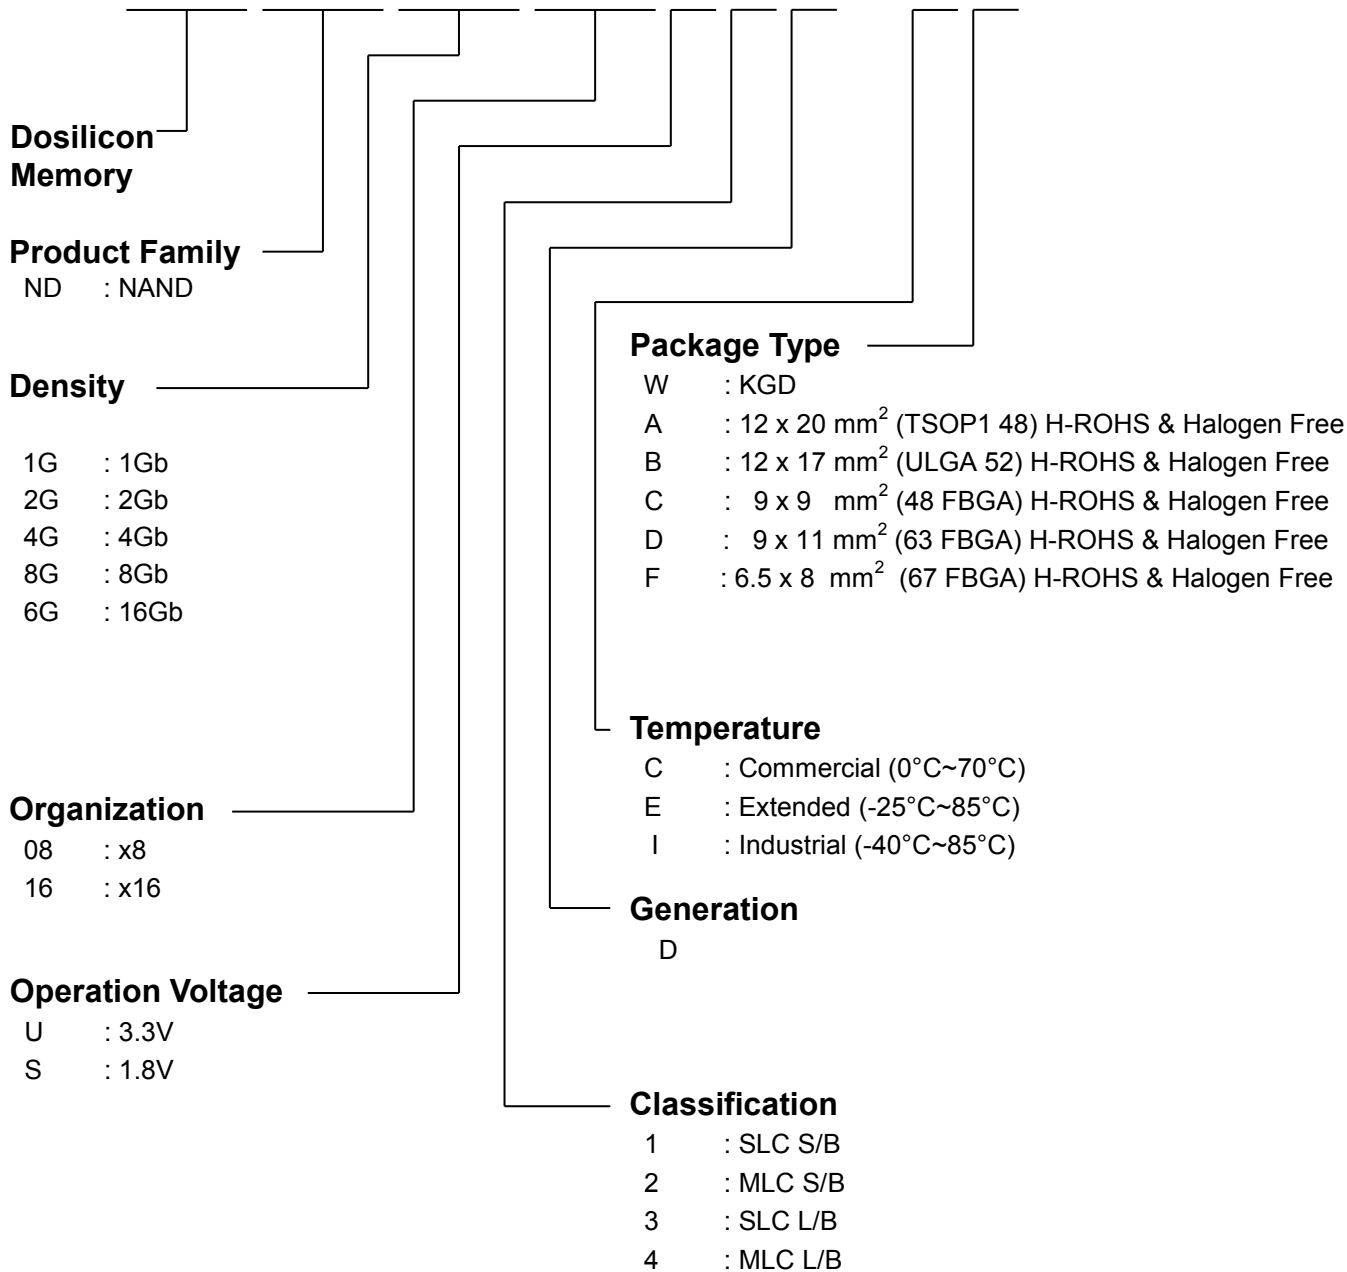 Dosilicon
Memory
Product Family
ND : NAND
Density
1G : 1Gb
2G : 2Gb
4G : 4Gb
8G : 8Gb
6G : 16Gb
Organization
08 : x8
16 : x16
Operation Voltage
U : 3.3V
S : 1.8V
Package Type
W : KGD
A : 12 x 20 mm² (TSOP1 48) H-ROHS & Halogen Free
B : 12 x 17 mm² (ULGA 52) H-ROHS & Halogen Free
C : 9 x 9 mm² (48 FBGA) H-ROHS & Halogen Free
D : 9 x 11 mm² (63 FBGA) H-ROHS & Halogen Free
F : 6.5 x 8 mm² (67 FBGA) H-ROHS & Halogen Free
Temperature
C : Commercial (0°C~70°C)
E : Extended (-25°C~85°C)
I : Industrial (-40°C~85°C)
Generation
D
Classification
1 : SLC S/B
2 : MLC S/B
3 : SLC L/B
4 : MLC L/B